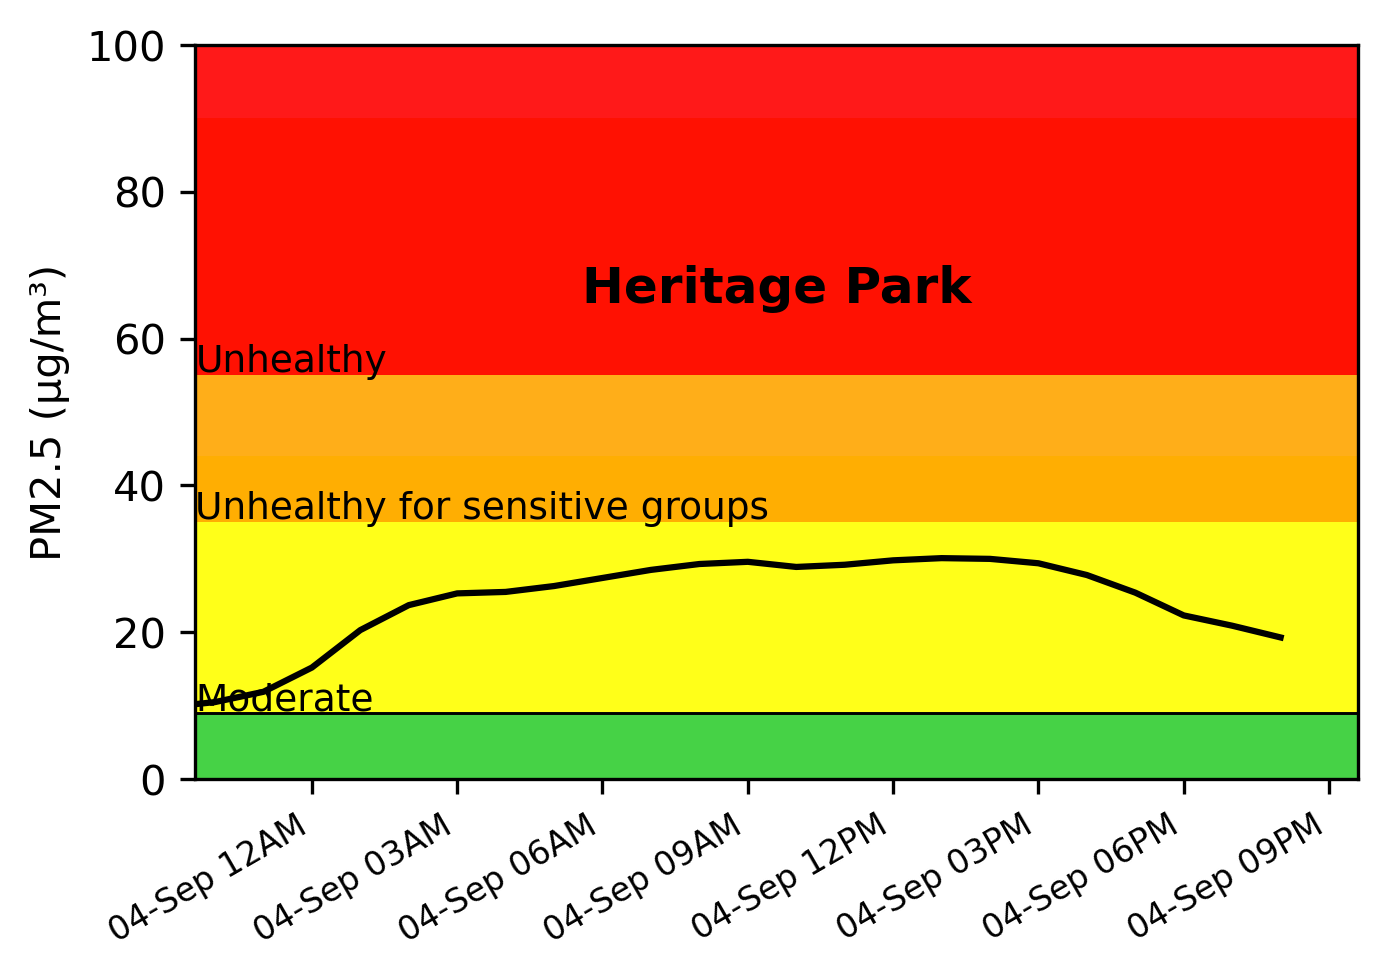 100
80
60
40
20
0
PM2.5 (µg/m³)
Heritage Park
Unhealthy
Unhealthy for sensitive groups
Moderate
04-Sep 12AM
04-Sep 03AM
04-Sep 06AM
04-Sep 09AM
04-Sep 12PM
04-Sep 03PM
04-Sep 06PM
04-Sep 09PM